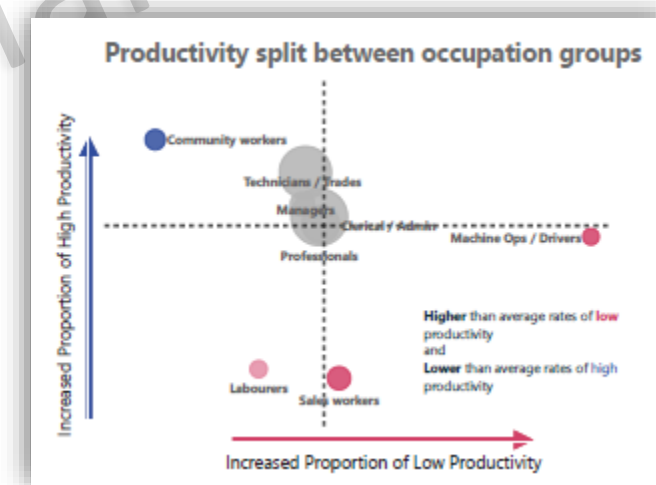 Productivity split between occupation groups
Increased Proportion of High Productivity
Community workers
Technicians / Trades
Managers
Clerical / Admin
Machine Ops / Drivers
Professionals
Higher than average rates of low
productivity
and
Lower than average rates of high
productivity
Labourers
Sales workers
Increased Proportion of Low Productivity